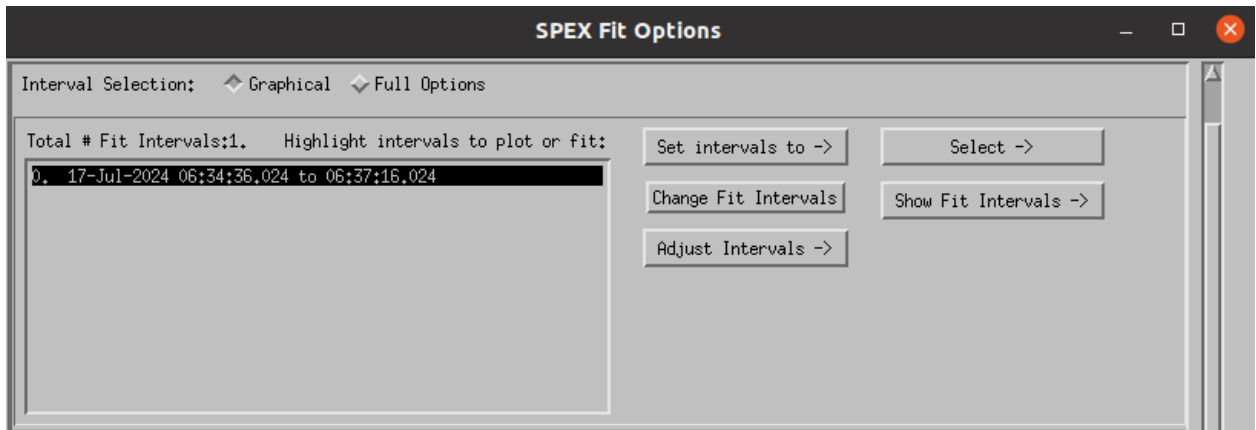 SPEX Fit Options
Interval Selection: Graphical Full Options
Total # Fit Intervals:1. Highlight intervals to plot or fit:
0. 17-Jul-2024 06:34:36.024 to 06:37:16.024
Set intervals to -> Select ->
Change Fit Intervals Show Fit Intervals ->
Adjust Intervals ->